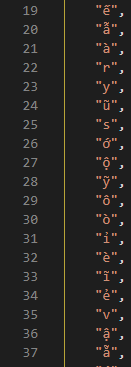 19 "ế",
20 "ẫ",
21 "à",
22 "r",
23 "y",
24 "ũ",
25 "s",
26 "ớ",
27 "ộ",
28 "ỹ",
29 "ô",
30 "ò",
31 "ỉ",
32 "è",
33 "ĩ",
34 "ẻ",
35 "v",
36 "ậ",
37 "ẵ",